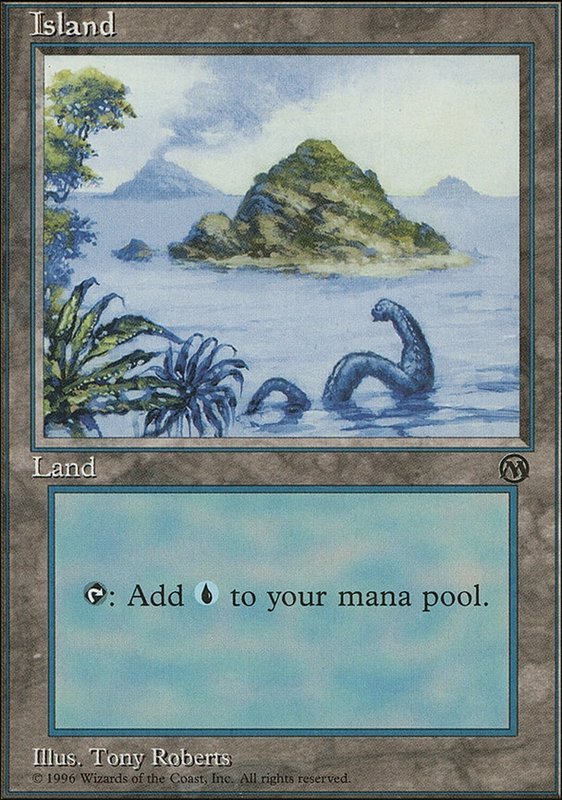 Island
Land
: Add to your mana pool.
Illus. Tony Roberts
© 1996 Wizards of the Coast, Inc. All rights reserved.